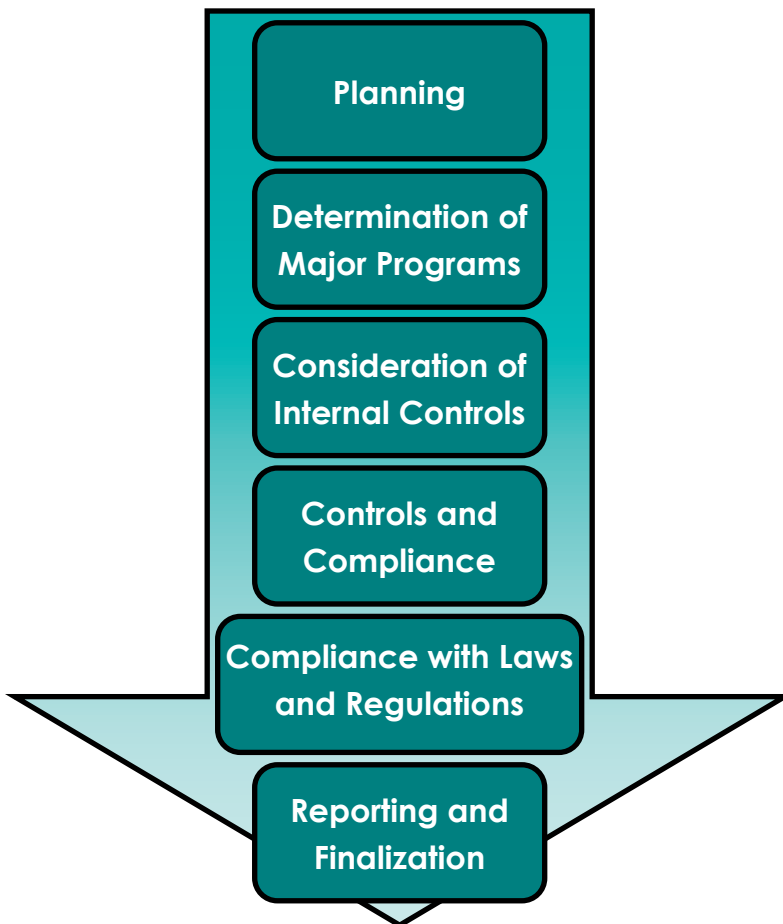 Planning
Determination of
Major Programs
Consideration of
Internal Controls
Controls and
Compliance
Compliance with Laws
and Regulations
Reporting and
Finalization